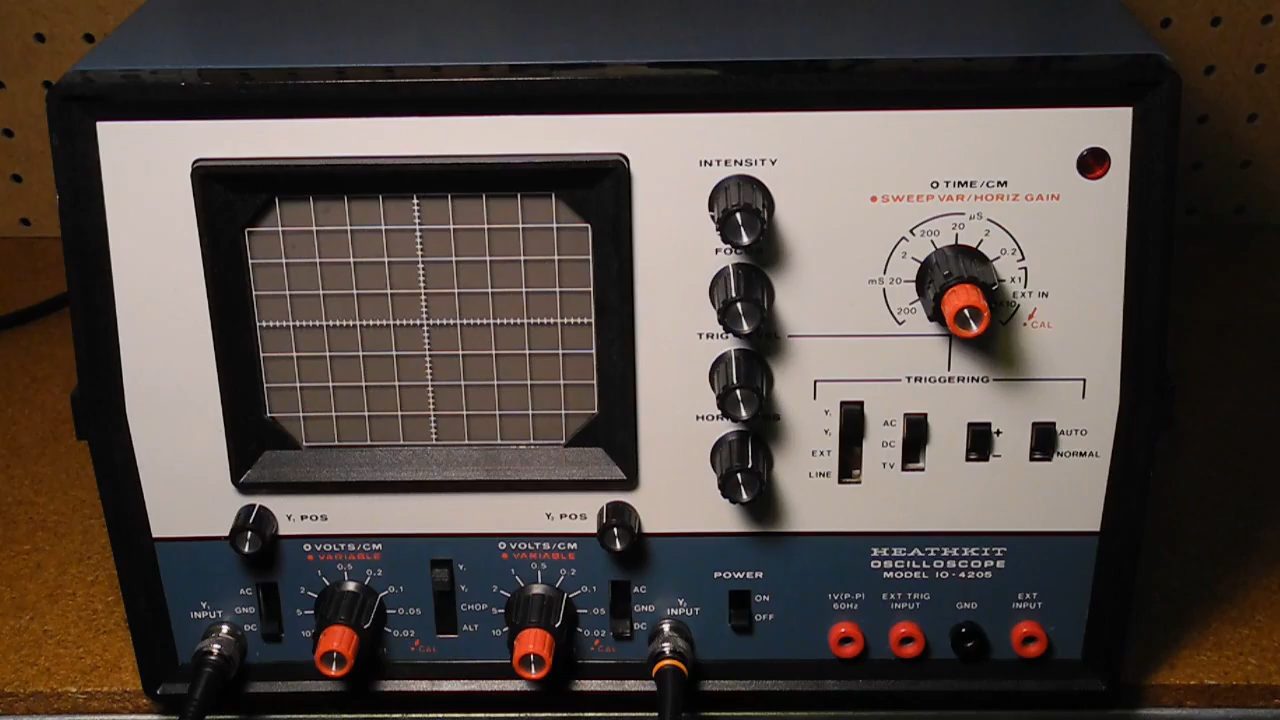 INTENSITY
O TIME/CM
● SWEEP VAR/HORIZ GAIN
µS
200 20 2
2 0.2
mS 20 X1
200 X10
EXT IN
CAL
TRIGGERING
Y₁
Y₂
EXT
LINE
AC
DC
TV
+
−
AUTO
NORMAL
Y₁ POS
Y₂ POS
O VOLTS/CM
● VARIABLE
0.5
1 0.2
2 0.1
5 0.05
10 0.02
CAL
O VOLTS/CM
● VARIABLE
0.5
1 0.2
2 0.1
5 .05
10 0.02
CAL
Y₁
INPUT
AC
GND
DC
Y₁
Y₂
CHOP
ALT
AC
GND
DC
Y₂
INPUT
POWER
ON
OFF
HEATHKIT
OSCILLOSCOPE
MODEL IO-4205
1V(P-P)
60Hz
EXT TRIG
INPUT
GND
EXT
INPUT